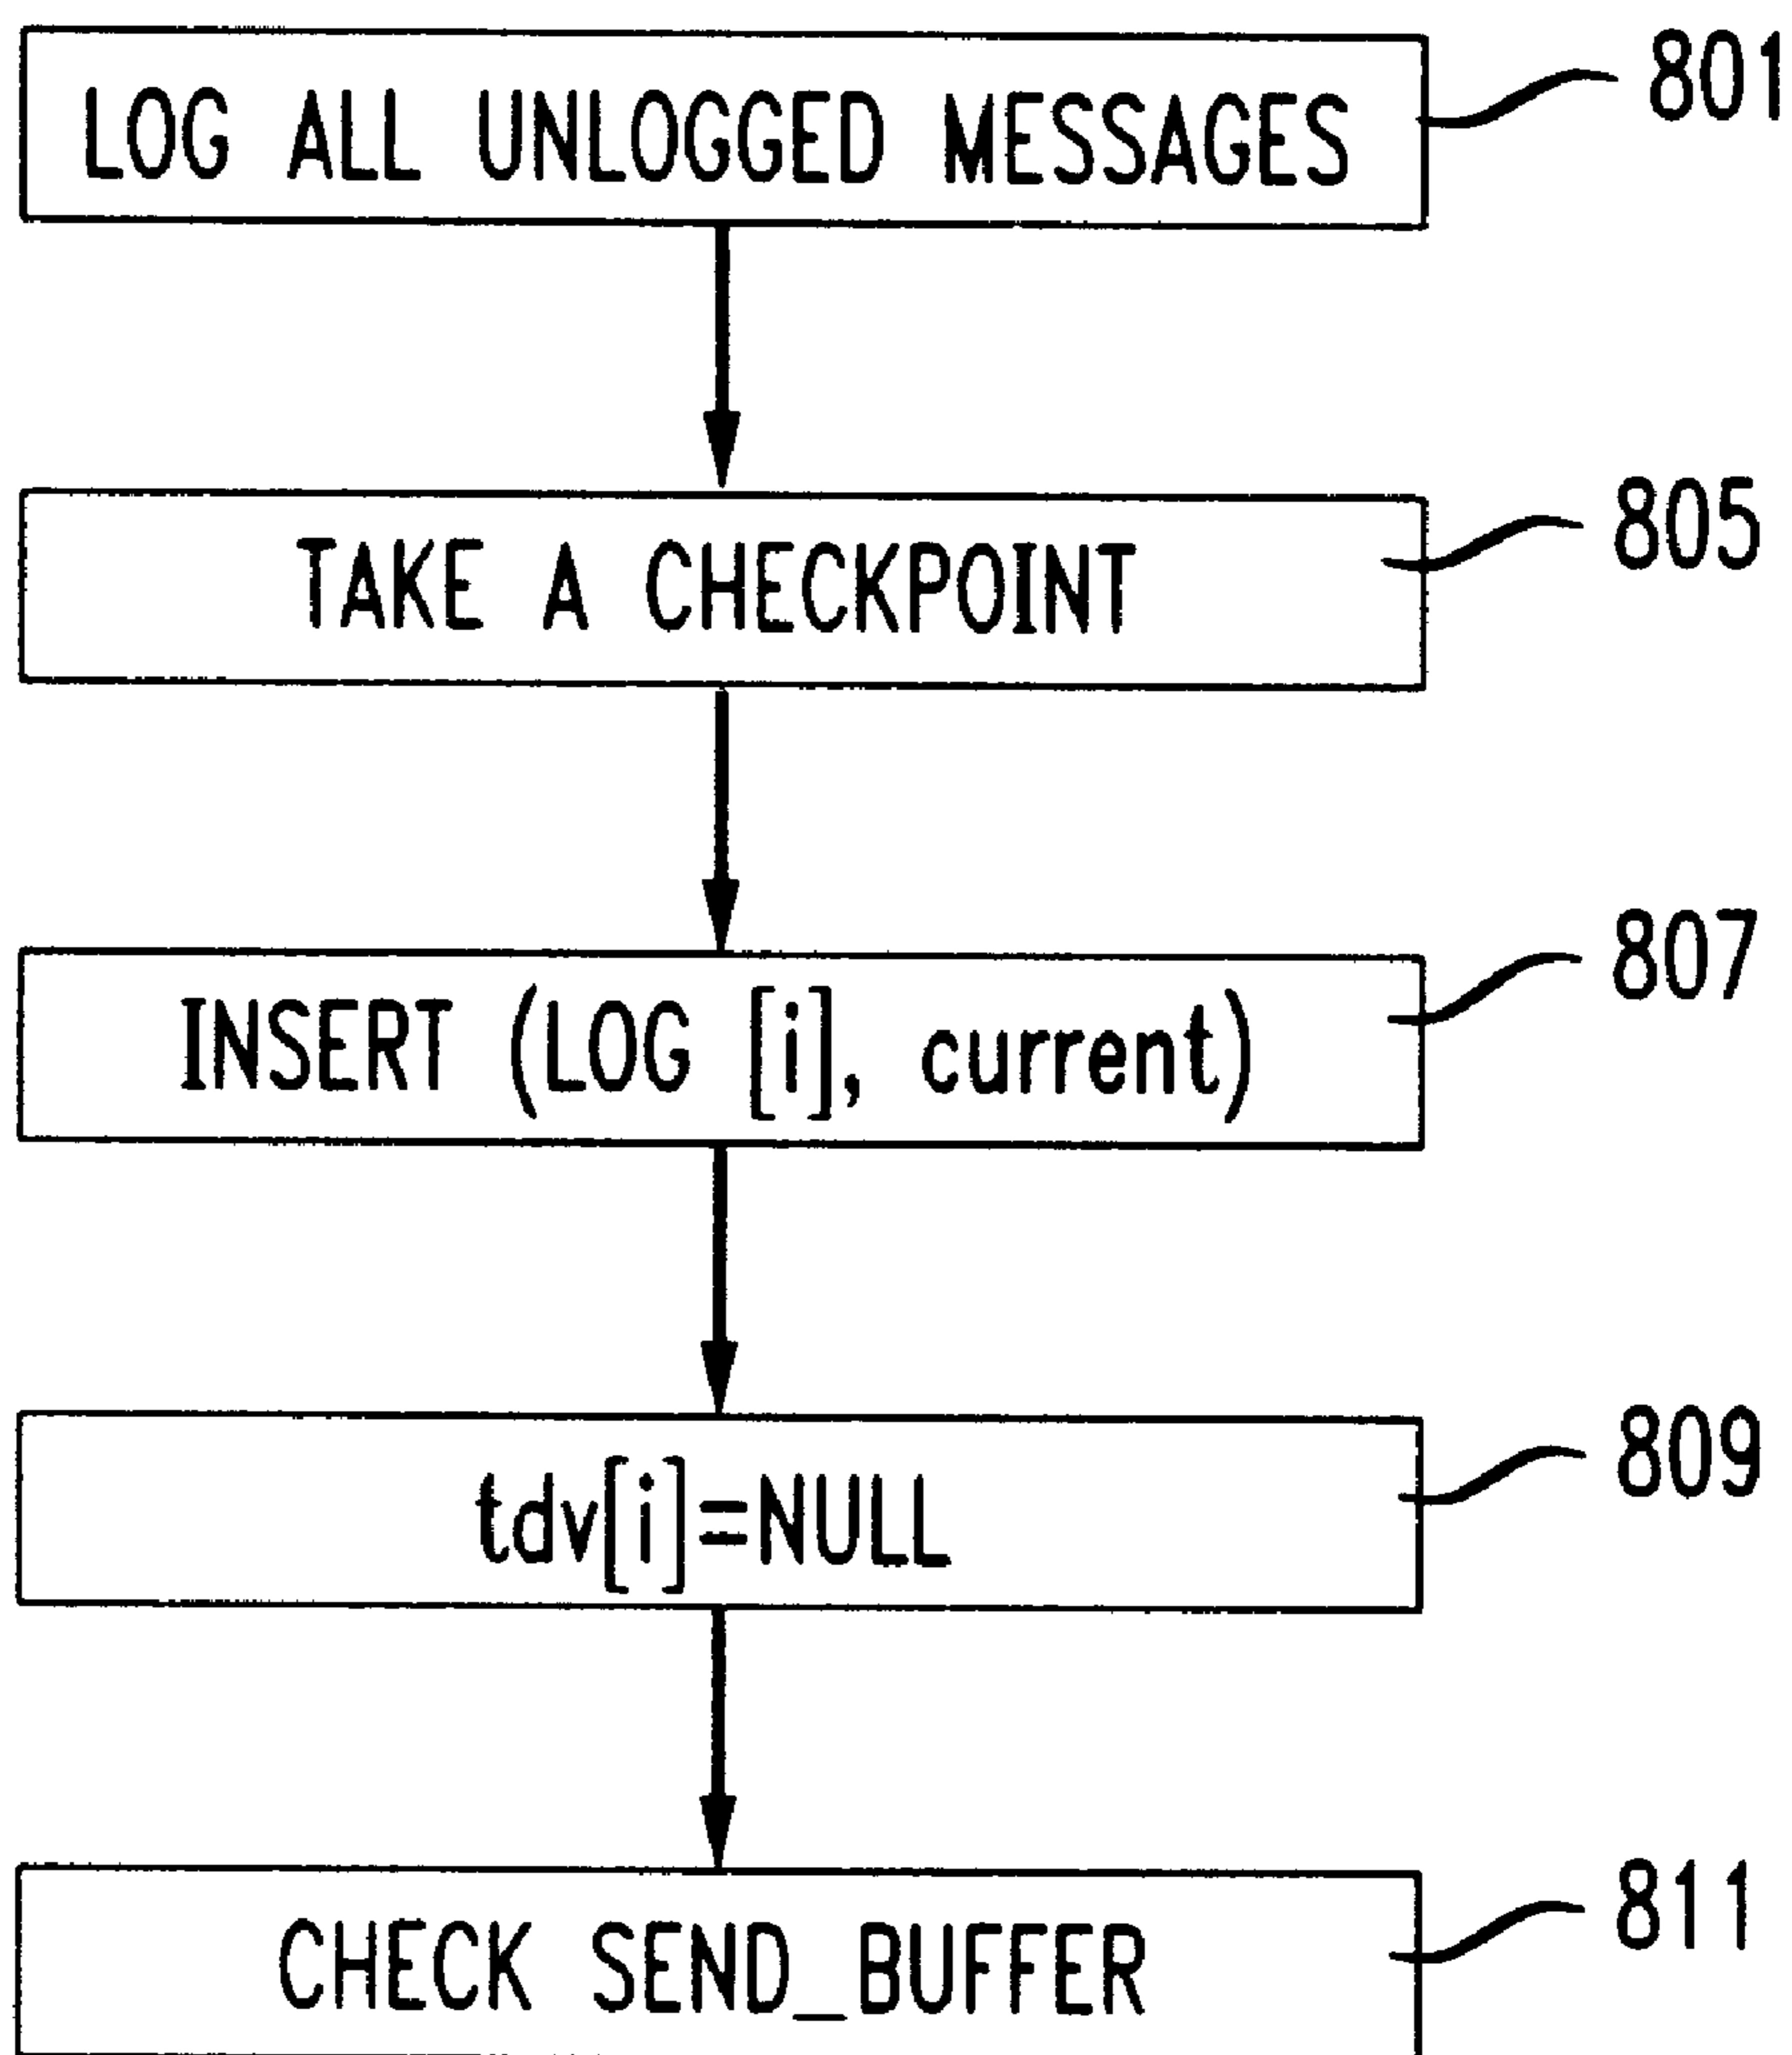 LOG ALL UNLOGGED MESSAGES
801
TAKE A CHECKPOINT
805
INSERT (LOG [i], current)
807
tdv[i]=NULL
809
CHECK SEND_BUFFER
811